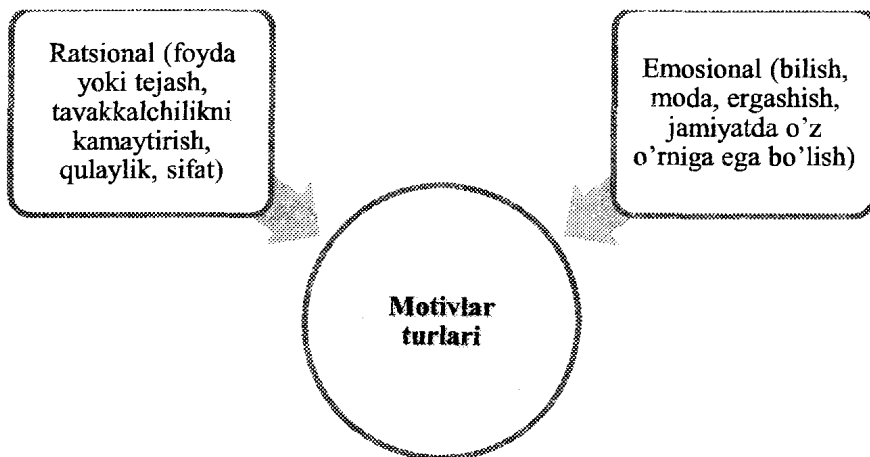 Ratsional (foyda
yoki tejash,
tavakkalchilikni
kamaytirish,
qulaylik, sifat)
Emosional (bilish,
moda, ergashish,
jamiyatda o'z
o'rniga ega bo'lish)
Motivlar
turlari